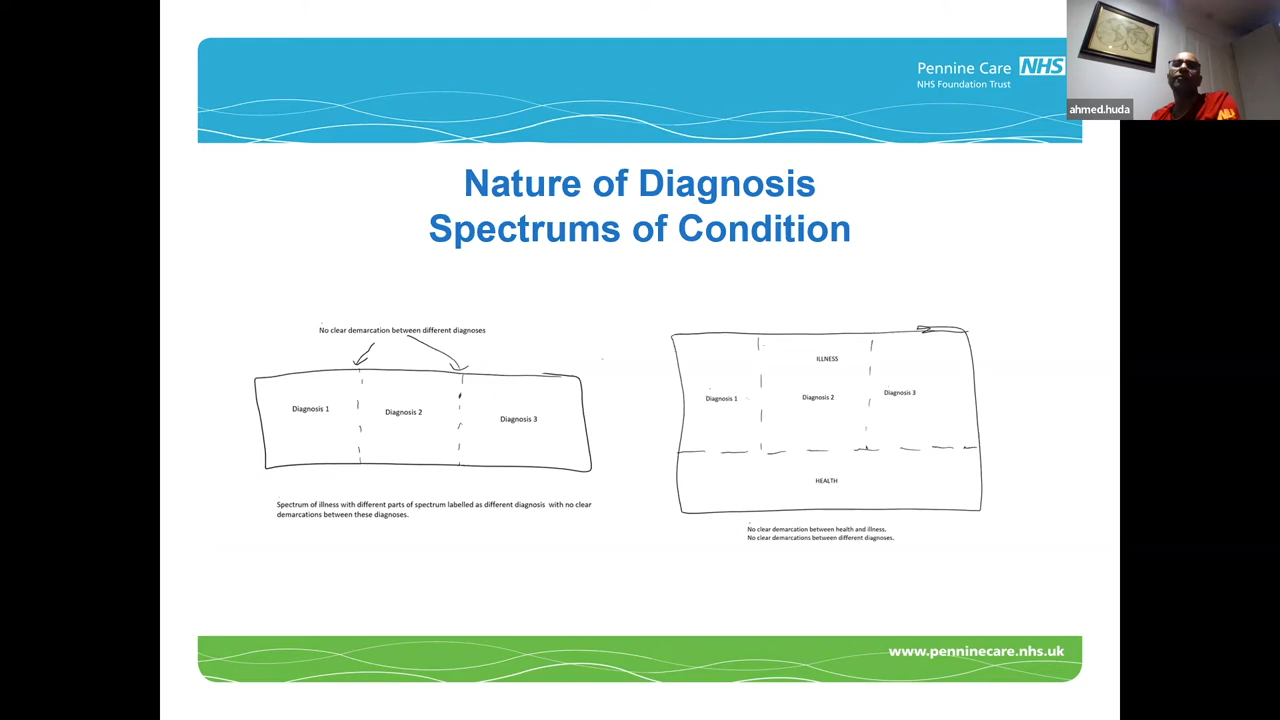 Pennine Care NHS
NHS Foundation Trust
ahmed.huda
Nature of Diagnosis
Spectrums of Condition
No clear demarcation between different diagnoses
Diagnosis 1
Diagnosis 2
Diagnosis 3
Spectrum of illness with different parts of spectrum labelled as different diagnosis with no clear
demarcations between these diagnoses.
ILLNESS
Diagnosis 1
Diagnosis 2
Diagnosis 3
HEALTH
No clear demarcation between health and illness.
No clear demarcations between different diagnoses.
www.penninecare.nhs.uk